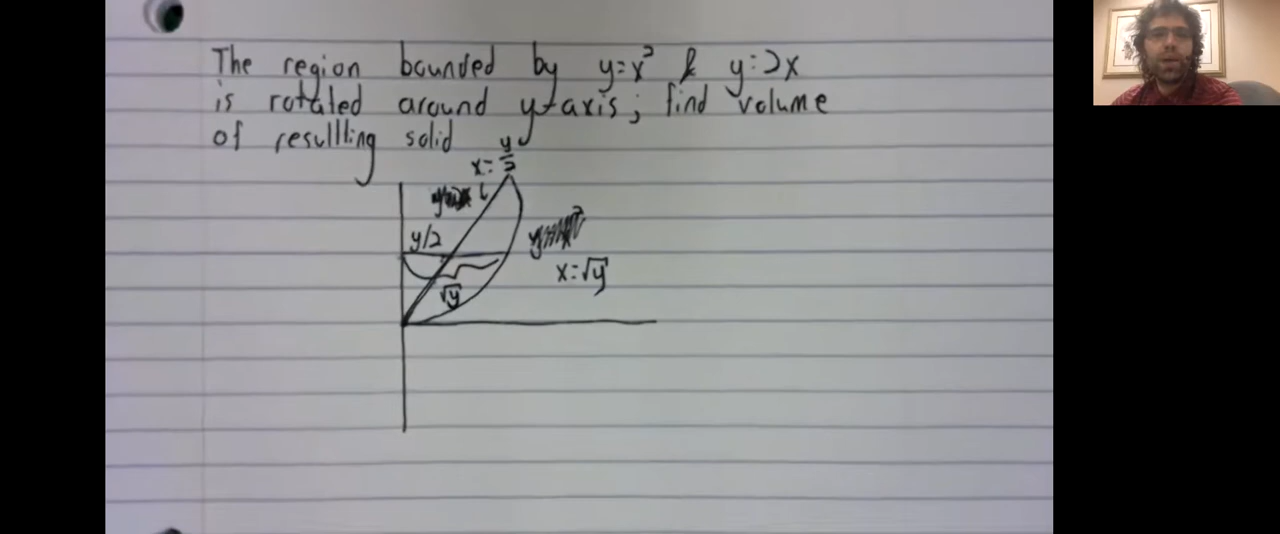 The region bounded by y=x² & y=2x
is rotated around y-axis; find volume
of resullting solid
x= y/2
y/2
√y
x=√y